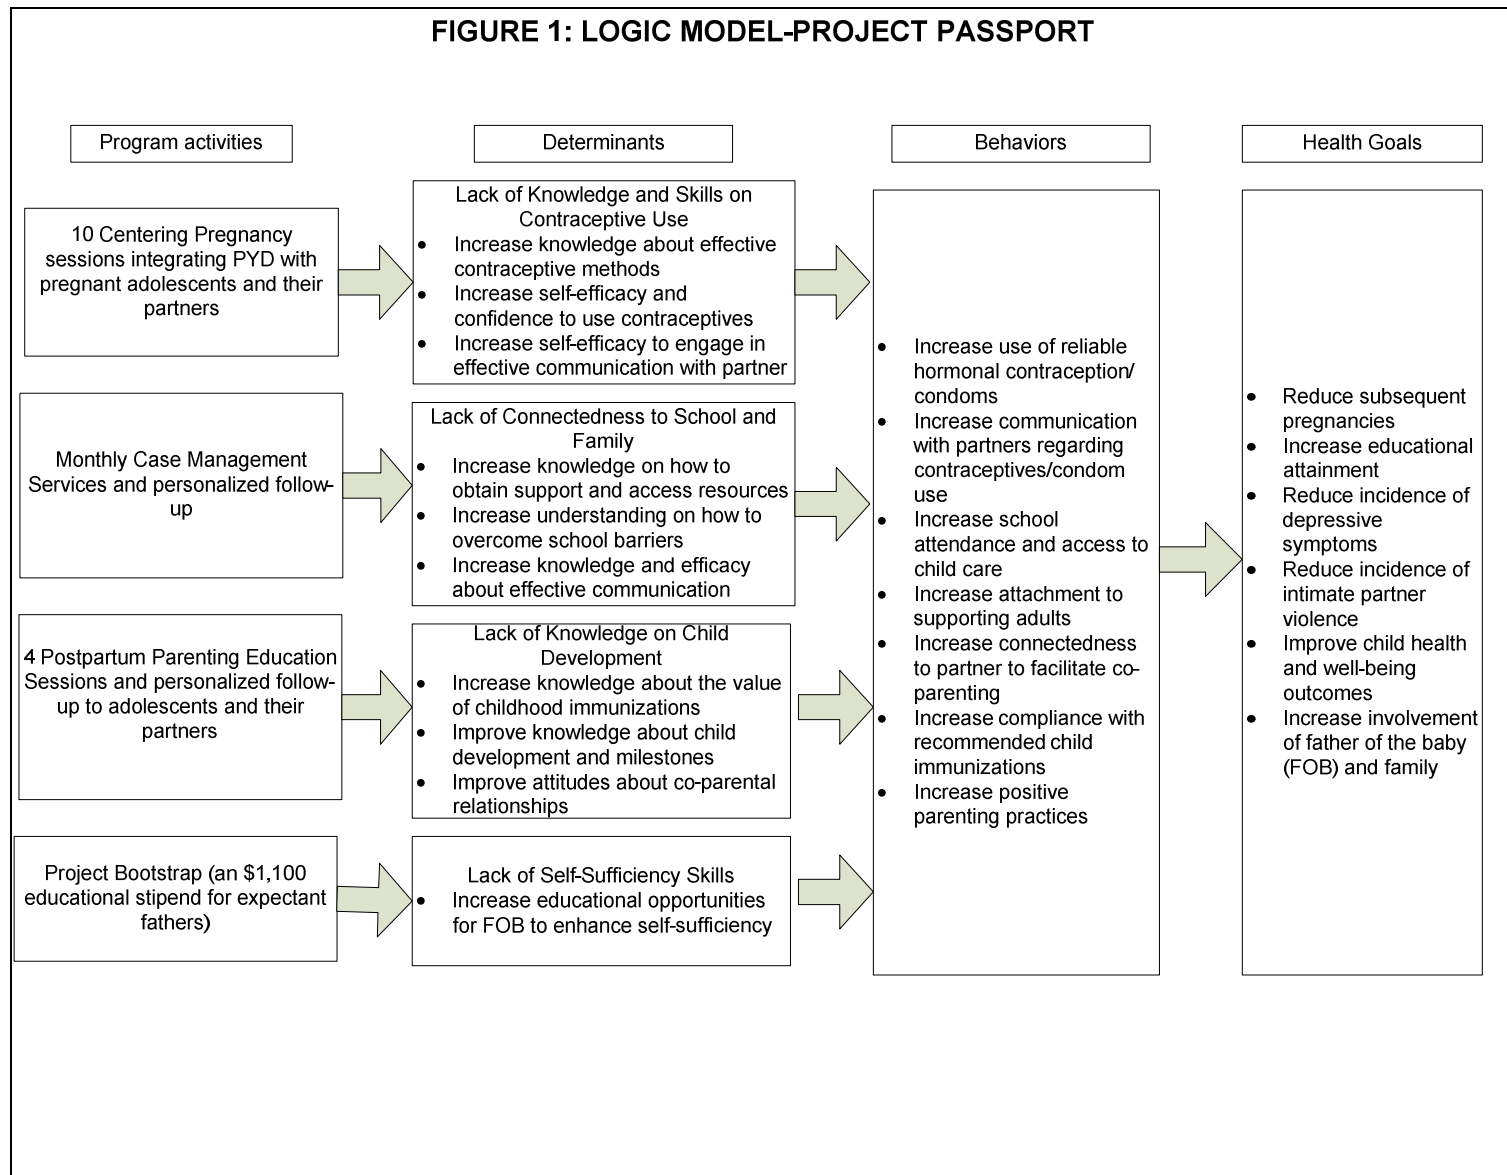 FIGURE 1: LOGIC MODEL-PROJECT PASSPORT
Program activities
Determinants
Behaviors
Health Goals
10 Centering Pregnancy
sessions integrating PYD with
pregnant adolescents and their
partners
Monthly Case Management
Services and personalized follow-
up
4 Postpartum Parenting Education
Sessions and personalized follow-
up to adolescents and their
partners
Project Bootstrap (an $1,100
educational stipend for expectant
fathers)
Lack of Knowledge and Skills on
Contraceptive Use
• Increase knowledge about effective
contraceptive methods
• Increase self-efficacy and
confidence to use contraceptives
• Increase self-efficacy to engage in
effective communication with partner
Lack of Connectedness to School and
Family
• Increase knowledge on how to
obtain support and access resources
• Increase understanding on how to
overcome school barriers
• Increase knowledge and efficacy
about effective communication
Lack of Knowledge on Child
Development
• Increase knowledge about the value
of childhood immunizations
• Improve knowledge about child
development and milestones
• Improve attitudes about co-parental
relationships
Lack of Self-Sufficiency Skills
• Increase educational opportunities
for FOB to enhance self-sufficiency
• Increase use of reliable
hormonal contraception/
condoms
• Increase communication
with partners regarding
contraceptives/condom
use
• Increase school
attendance and access to
child care
• Increase attachment to
supporting adults
• Increase connectedness
to partner to facilitate co-
parenting
• Increase compliance with
recommended child
immunizations
• Increase positive
parenting practices
• Reduce subsequent
pregnancies
• Increase educational
attainment
• Reduce incidence of
depressive
symptoms
• Reduce incidence of
intimate partner
violence
• Improve child health
and well-being
outcomes
• Increase involvement
of father of the baby
(FOB) and family